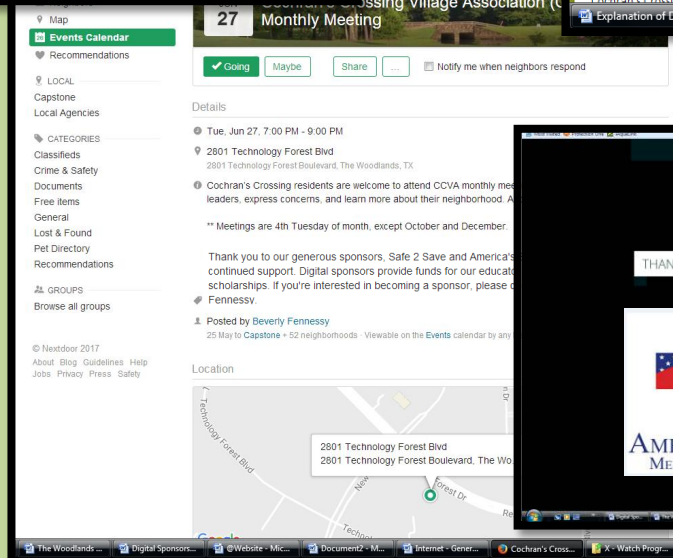 Map
27
Monthly Meeting
Village Association
Explanation of D
Events Calendar
Recommendations
Going
Maybe
Share
...
Notify me when neighbors respond
LOCAL
Capstone
Local Agencies
CATEGORIES
Classifieds
Crime & Safety
Documents
Free items
General
Lost & Found
Pet Directory
Recommendations
GROUPS
Browse all groups
© Nextdoor 2017
About Blog Guidelines Help
Jobs Privacy Press Safety
Details
Tue, Jun 27, 7:00 PM - 9:00 PM
2801 Technology Forest Blvd
2801 Technology Forest Boulevard, The Woodlands, TX
Cochran's Crossing residents are welcome to attend CCVA monthly mee
leaders, express concerns, and learn more about their neighborhood. A
** Meetings are 4th Tuesday of month, except October and December.
Thank you to our generous sponsors, Safe 2 Save and America's
continued support. Digital sponsors provide funds for our educat
scholarships. If you're interested in becoming a sponsor, please
Fennessy.
Posted by Beverly Fennessy
25 May to Capstone + 52 neighborhoods · Viewable on the Events calendar by any
Location
Technology Forest Blvd
2801 Technology Forest Blvd
2801 Technology Forest Boulevard, The Wo...
New
Forest Dr
n Dr
Re
Techno
THAN
AM
ME
The Woodlands ...
Digital Sponsors...
@Website - Mic...
Document2 - M...
Internet - Gener...
Cochran's Cross...
X - Watch Progr...